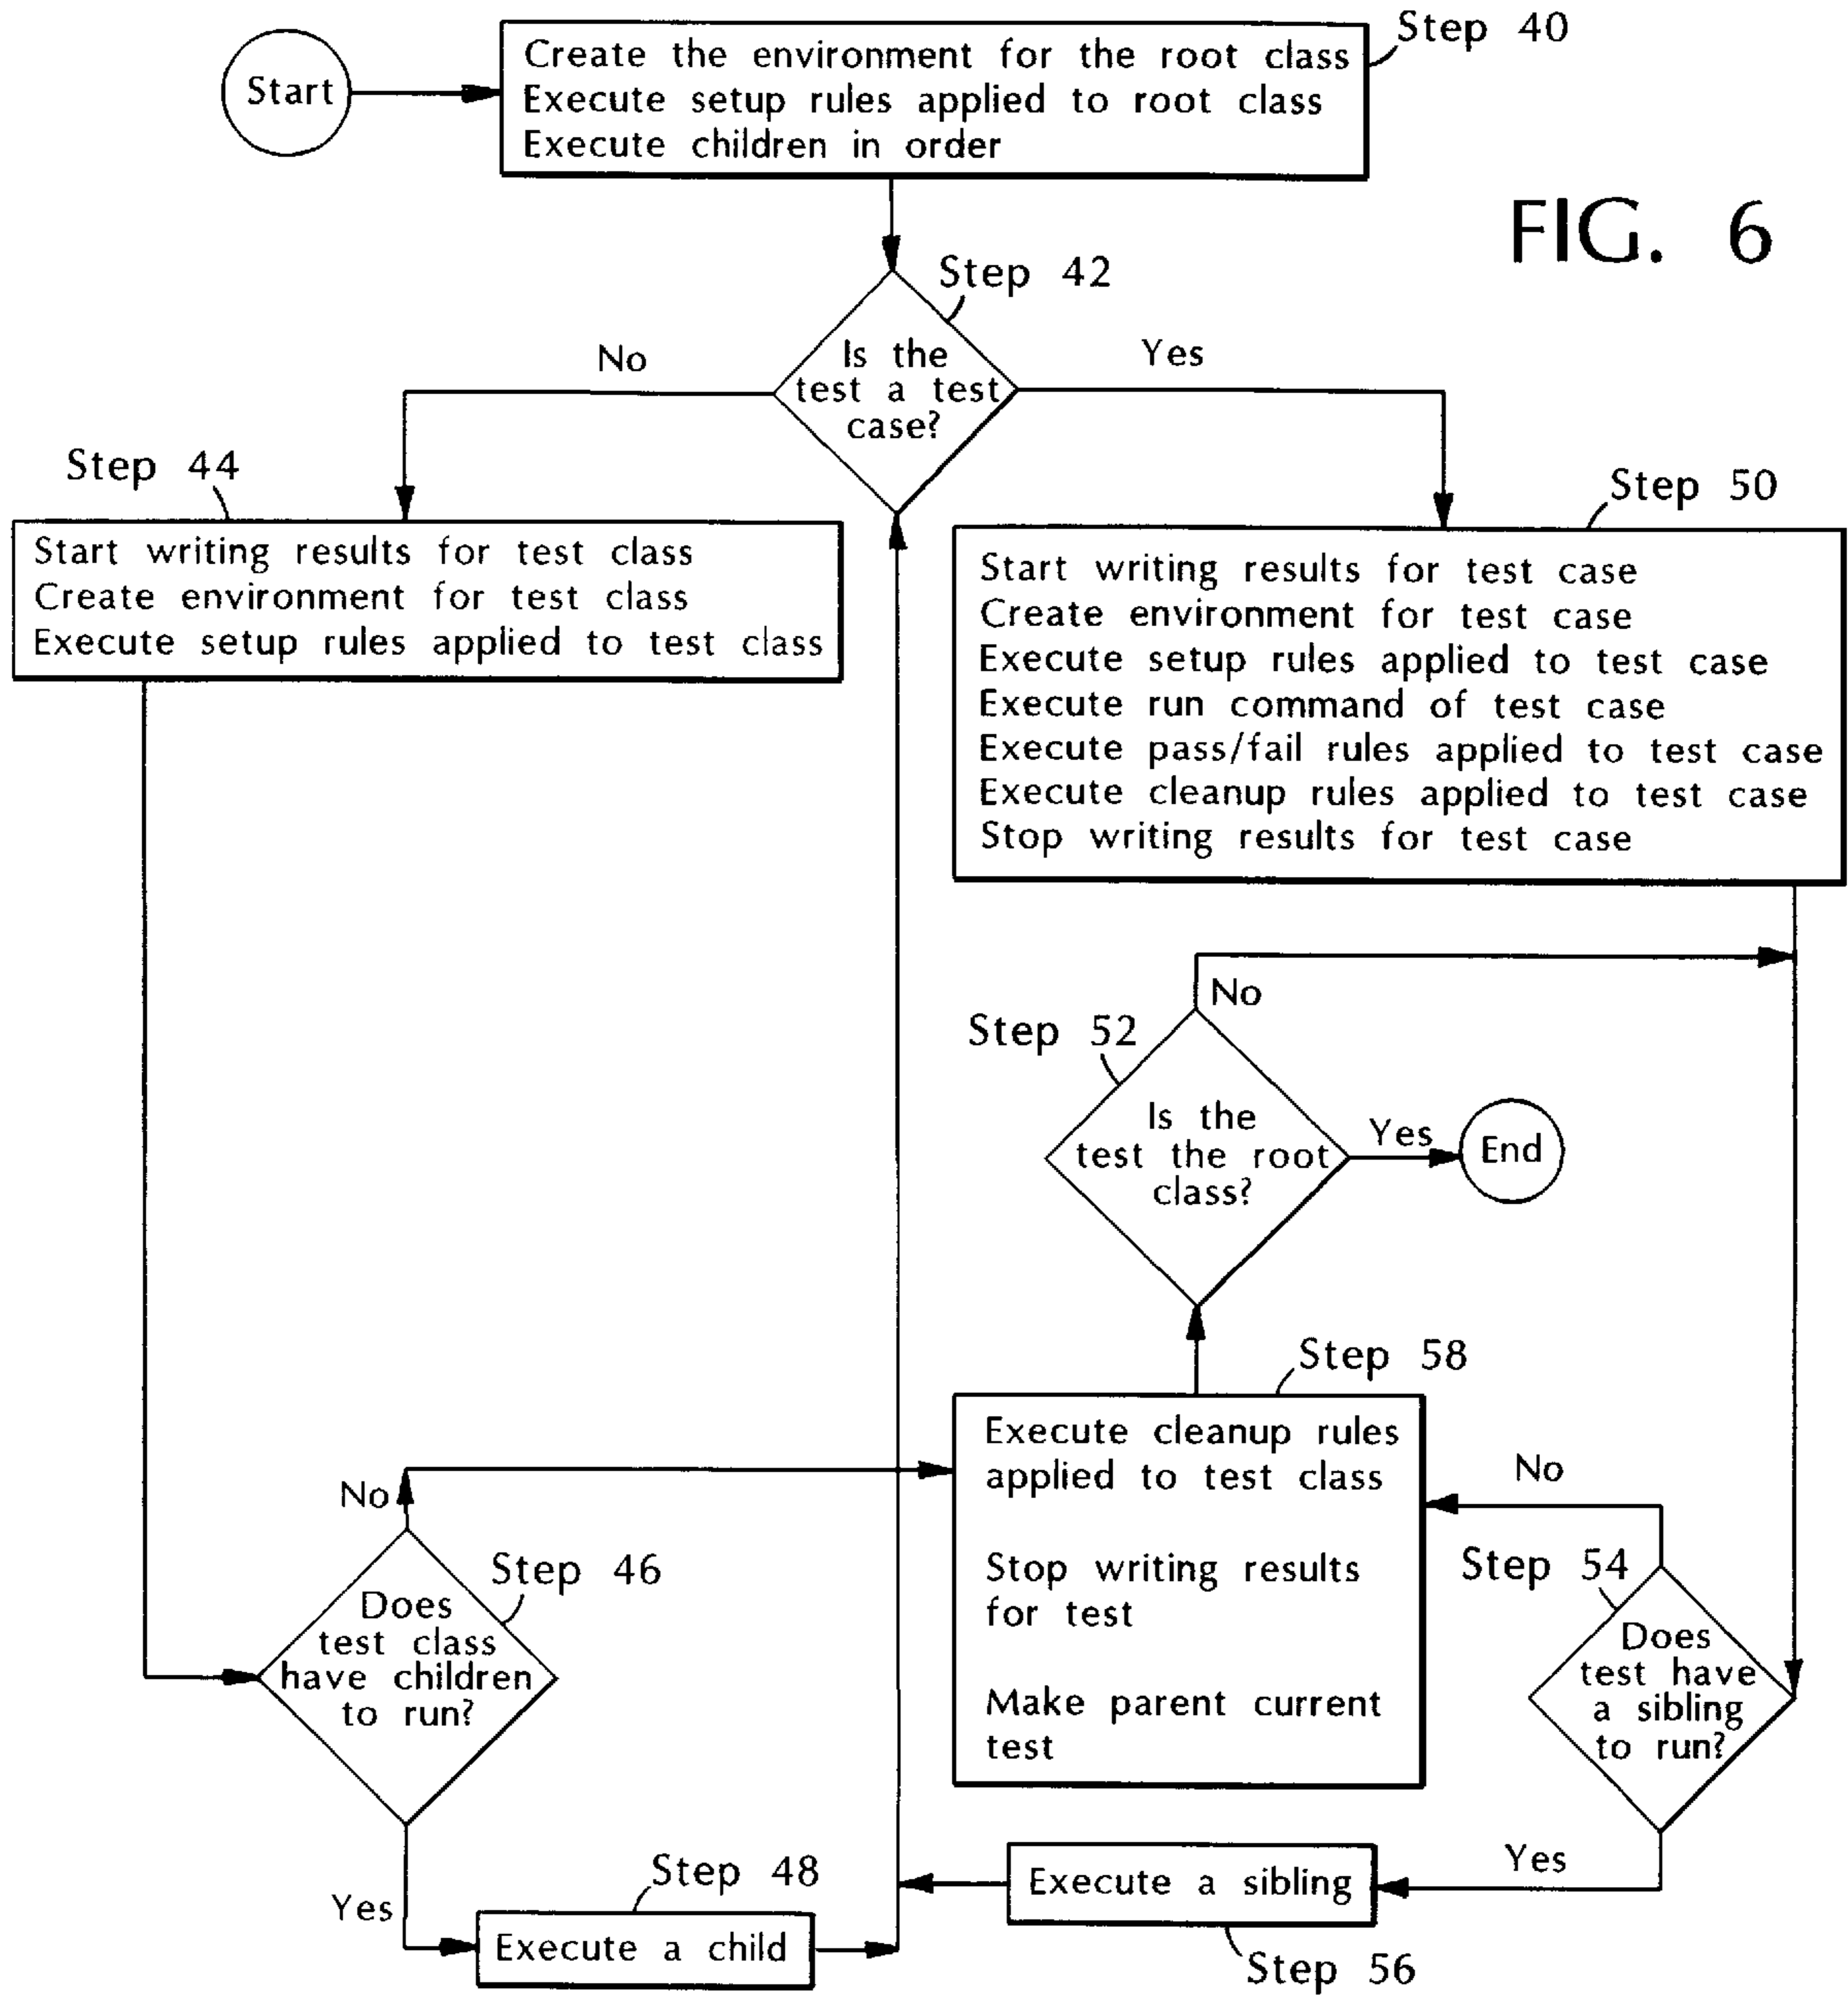 Start
Step 40
Create the environment for the root class
Execute setup rules applied to root class
Execute children in order
FIG. 6
Step 42
Is the
test a test
case?
No
Yes
Step 44
Start writing results for test class
Create environment for test class
Execute setup rules applied to test class
Step 50
Start writing results for test case
Create environment for test case
Execute setup rules applied to test case
Execute run command of test case
Execute pass/fail rules applied to test case
Execute cleanup rules applied to test case
Stop writing results for test case
No
Step 52
Is the
test the root
class?
Yes
End
Step 58
Execute cleanup rules
applied to test class
Stop writing results
for test
Make parent current
test
No
Step 46
Does
test class
have children
to run?
Yes
Step 48
Execute a child
No
Step 54
Does
test have
a sibling
to run?
Yes
Execute a sibling
Step 56